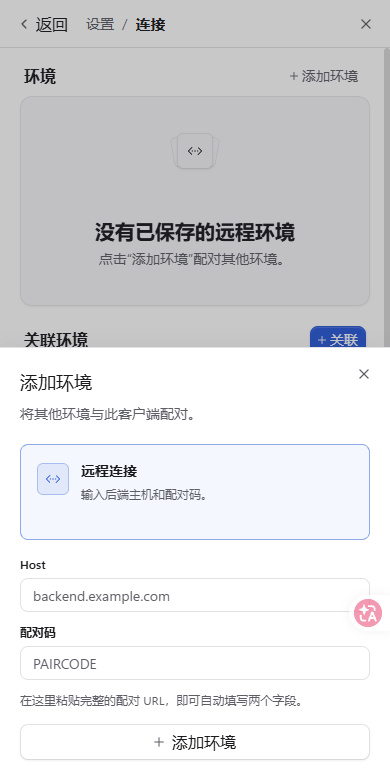 返回 设置 / 连接
环境 + 添加环境
没有已保存的远程环境
点击“添加环境”配对其他环境。
关联环境 + 关联
添加环境
将其他环境与此客户端配对。
远程连接
输入后端主机和配对码。
Host
backend.example.com
配对码
PAIRCODE
在这里粘贴完整的配对 URL，即可自动填写两个字段。
+ 添加环境